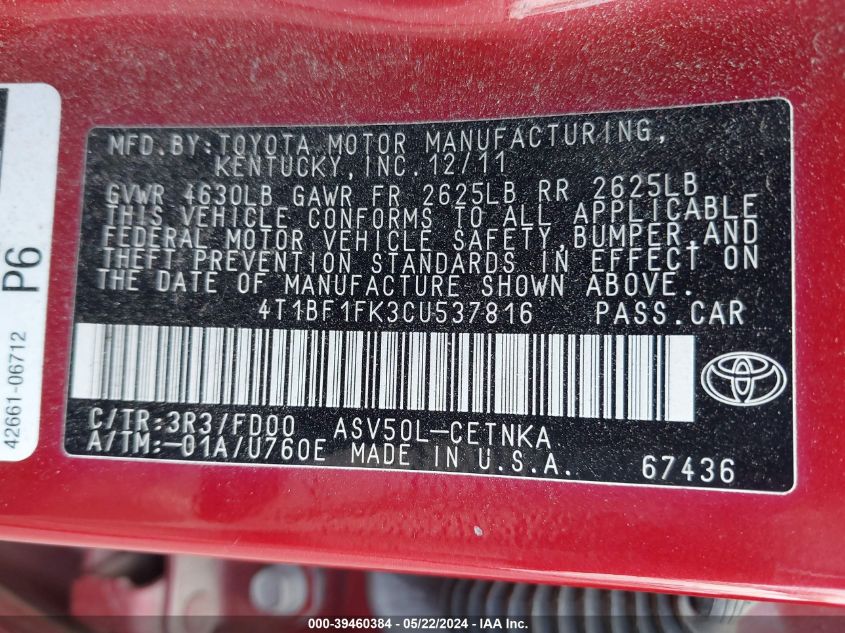 MFD.BY:TOYOTA MOTOR MANUFACTURING,
KENTUCKY,INC.12/11
GVWR 4630LB GAWR FR 2625LB RR 2625LB
THIS VEHICLE CONFORMS TO ALL APPLICABLE
FEDERAL MOTOR VEHICLE SAFETY,BUMPER,AND
THEFT PREVENTION STANDARDS IN EFFECT ON
THE DATE OF MANUFACTURE SHOWN ABOVE.
4T1BF1FK3CU537816 PASS.CAR
C/TR:3R3/FD00 ASV50L-CETNKA
A/TM:-01A/U760E MADE IN U.S.A. 67436
P6
42661-06712
000-39460384 / 05/22/2024 / © IAA, INC.